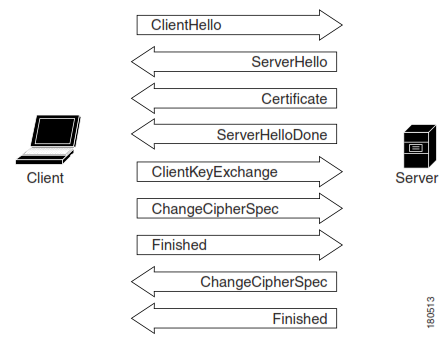 ClientHello
ServerHello
Certificate
ServerHelloDone
Client
Server
ClientKeyExchange
ChangeCipherSpec
Finished
ChangeCipherSpec
Finished
180513